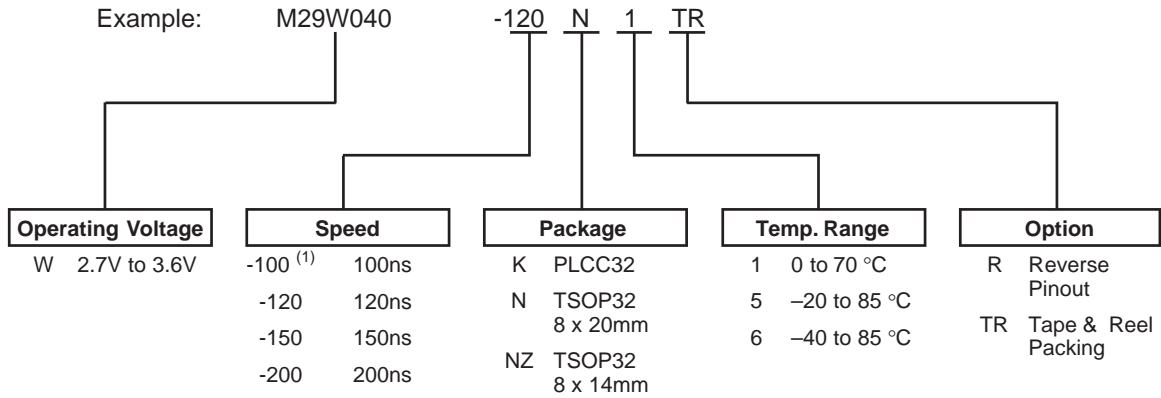 Example: M29W040 -120 N 1 TR
Operating Voltage
W 2.7V to 3.6V
Speed
-100 (1) 100ns
-120 120ns
-150 150ns
-200 200ns
Package
K PLCC32
N TSOP32
8 x 20mm
NZ TSOP32
8 x 14mm
Temp. Range
1 0 to 70 °C
5 –20 to 85 °C
6 –40 to 85 °C
Option
R Reverse
Pinout
TR Tape & Reel
Packing